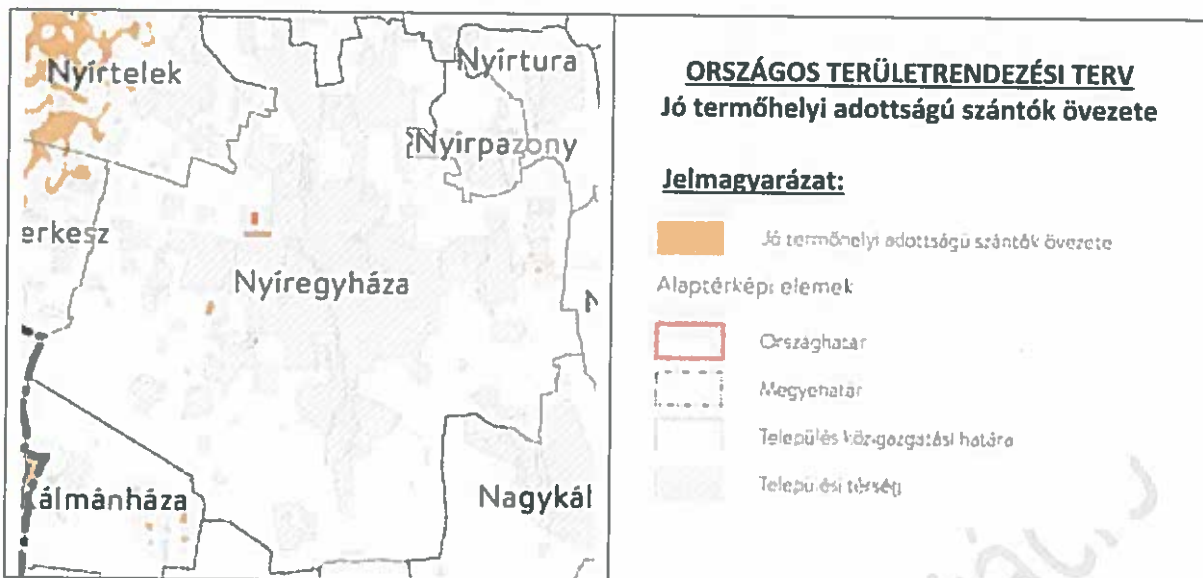 Nyírtelek
Nyírtura
Nyírpazony
erkesz
Nyíregyháza
N
álmánháza
Nagykál
ORSZÁGOS TERÜLETRENDEZÉSI TERV
Jó termőhelyi adottságú szántók övezete
Jelmagyarázat:
Jó termőhelyi adottságú szántók övezete
Alaptérképi elemek
Országhatár
Megyehatár
Település közigazgatási határa
Települési térség